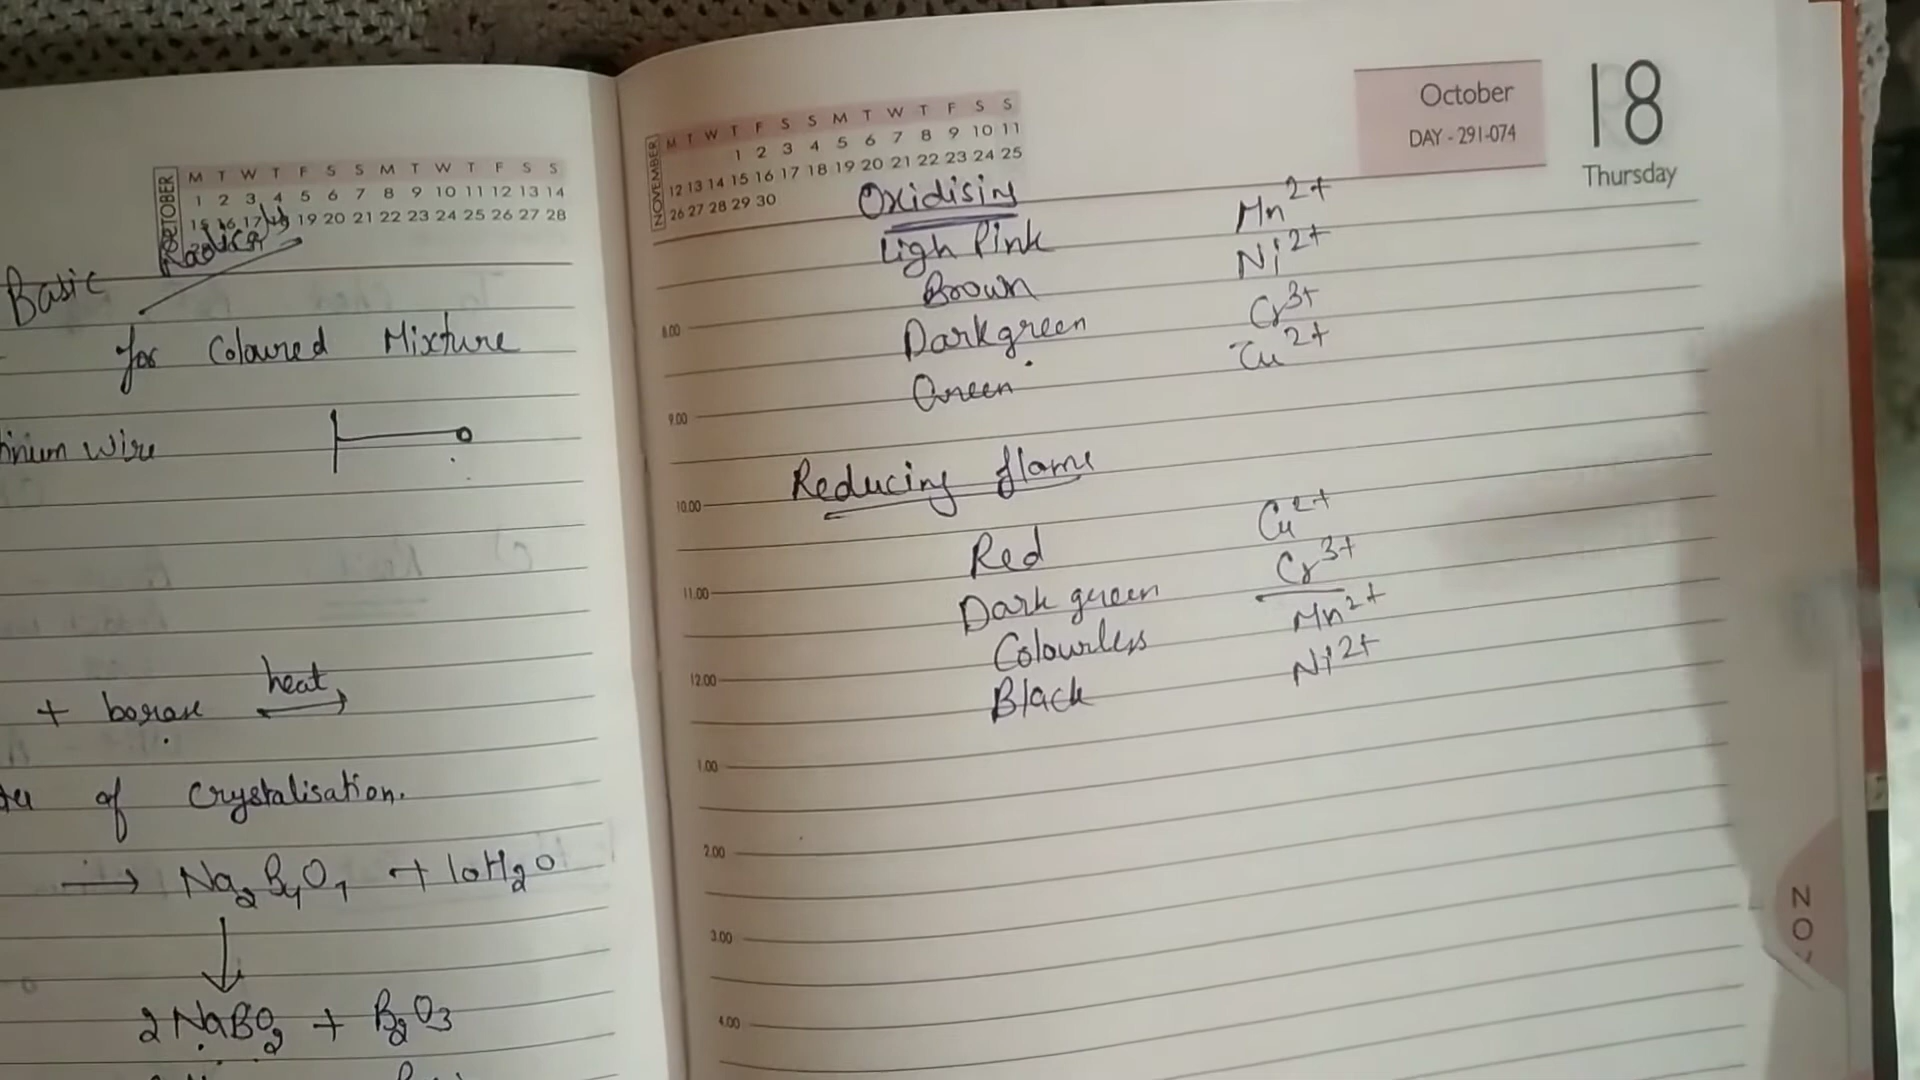 OCTOBER
M T W T F S S M T W T F S S
1 2 3 4 5 6 7 8 9 10 11 12 13 14
15 16 17 18 19 20 21 22 23 24 25 26 27 28
Basic Radical
for Coloured Mixture
wire
+ borax heat
of Crystalisation.
→ Na2B4O7 + 10H2O
↓
2NaBO2 + B2O3
NOVEMBER
M T W T F S S M T W T F S S
1 2 3 4 5 6 7 8 9 10 11
12 13 14 15 16 17 18 19 20 21 22 23 24 25
26 27 28 29 30
October
DAY - 291-074
18
Thursday
Oxidising
Ligh Pink Mn2+
Brown Ni2+
Darkgreen Cr3+
Green Cu2+
Reducing flame
Red Cu2+
Dark green Cr3+
Colourless Mn2+
Black Ni2+
8.00
9.00
10.00
11.00
12.00
1.00
2.00
3.00
4.00